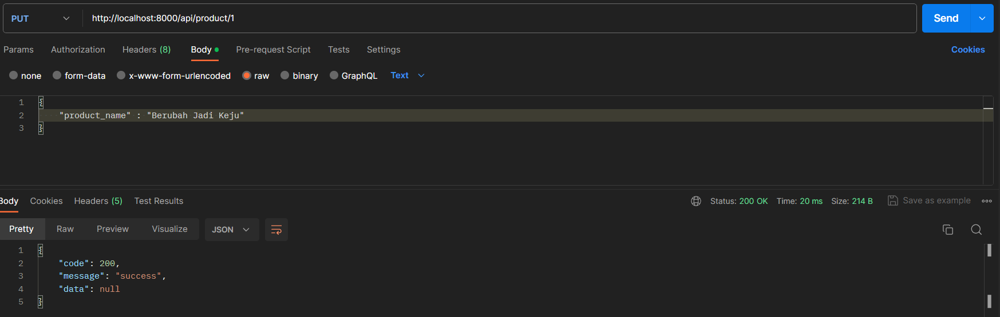 PUT http://localhost:8000/api/product/1 Send
Params Authorization Headers (8) Body Pre-request Script Tests Settings Cookies
none form-data x-www-form-urlencoded raw binary GraphQL Text
1 {
2 "product_name" : "Berubah Jadi Keju"
3 }
Body Cookies Headers (5) Test Results Status: 200 OK Time: 20 ms Size: 214 B Save as example
Pretty Raw Preview Visualize JSON
1 {
2 "code": 200,
3 "message": "success",
4 "data": null
5 }